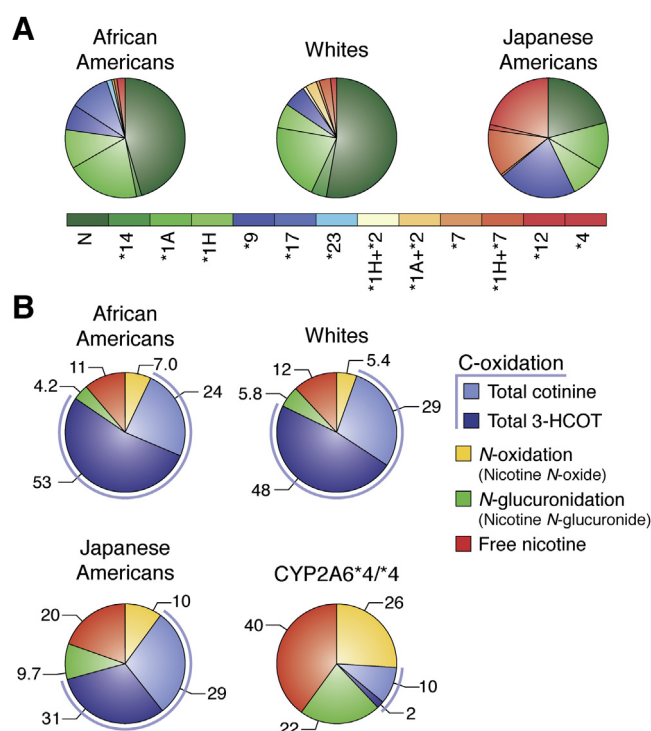 A
African
Americans
Whites
Japanese
Americans
N
*14
*1A
*1H
*9
*17
*23
*1H+*2
*1A+*2
*7
*1H+*7
*12
*4
B
African
Americans
11
7.0
4.2
24
53
Whites
12
5.4
5.8
29
48
C-oxidation
Total cotinine
Total 3-HCOT
N-oxidation
(Nicotine N-oxide)
N-glucuronidation
(Nicotine N-glucuronide)
Free nicotine
Japanese
Americans
20
10
9.7
29
31
CYP2A6*4/*4
26
40
10
2
22